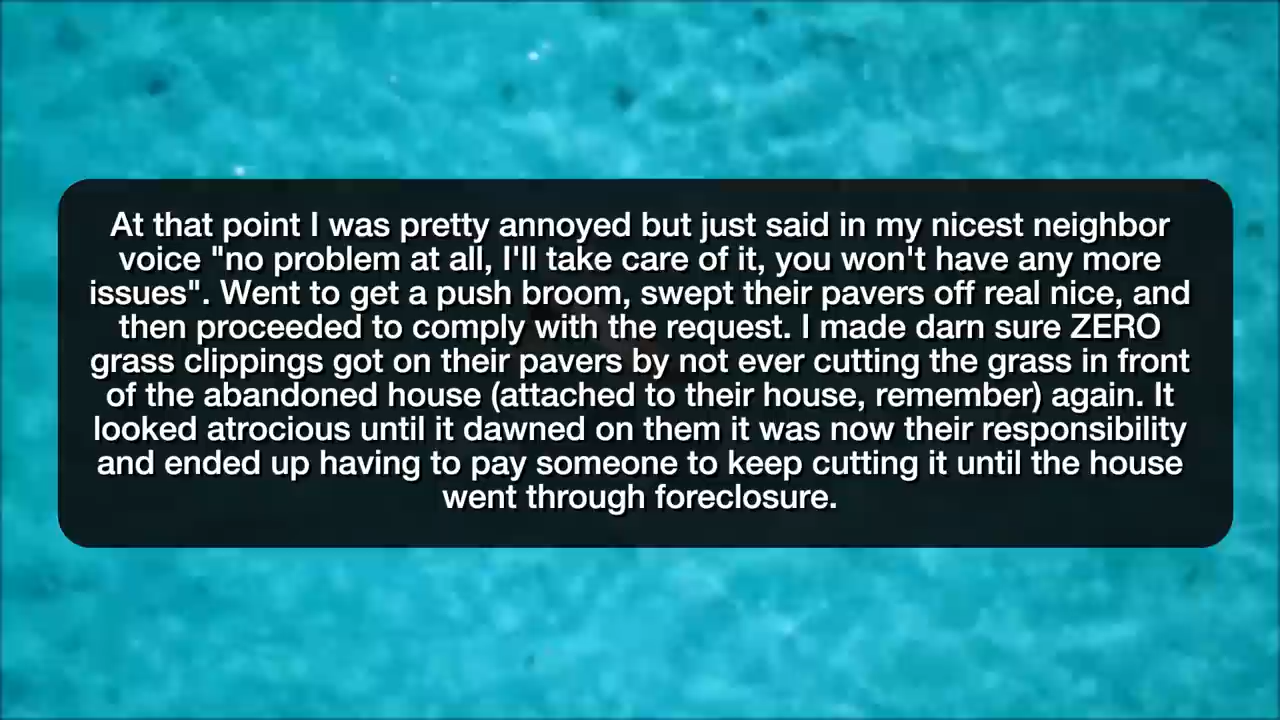 At that point I was pretty annoyed but just said in my nicest neighbor
voice "no problem at all, I'll take care of it, you won't have any more
issues". Went to get a push broom, swept their pavers off real nice, and
then proceeded to comply with the request. I made darn sure ZERO
grass clippings got on their pavers by not ever cutting the grass in front
of the abandoned house (attached to their house, remember) again. It
looked atrocious until it dawned on them it was now their responsibility
and ended up having to pay someone to keep cutting it until the house
went through foreclosure.